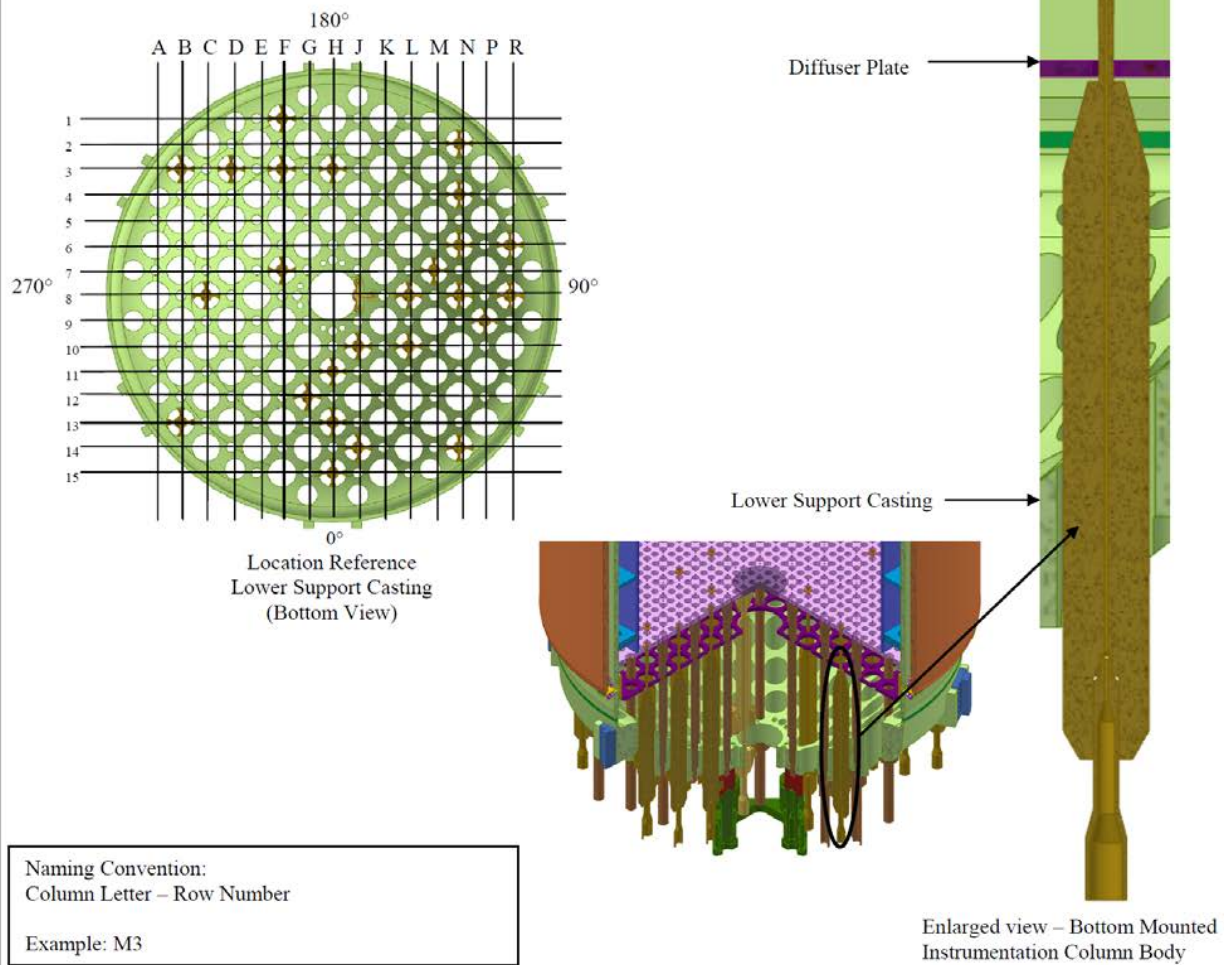 180°
A B C D E F G H J K L M N P R
1
2
3
4
5
6
7
8
9
10
11
12
13
14
15
270°
90°
0°
Location Reference
Lower Support Casting
(Bottom View)
Diffuser Plate
Lower Support Casting
Naming Convention:
Column Letter – Row Number
Example: M3
Enlarged view – Bottom Mounted
Instrumentation Column Body